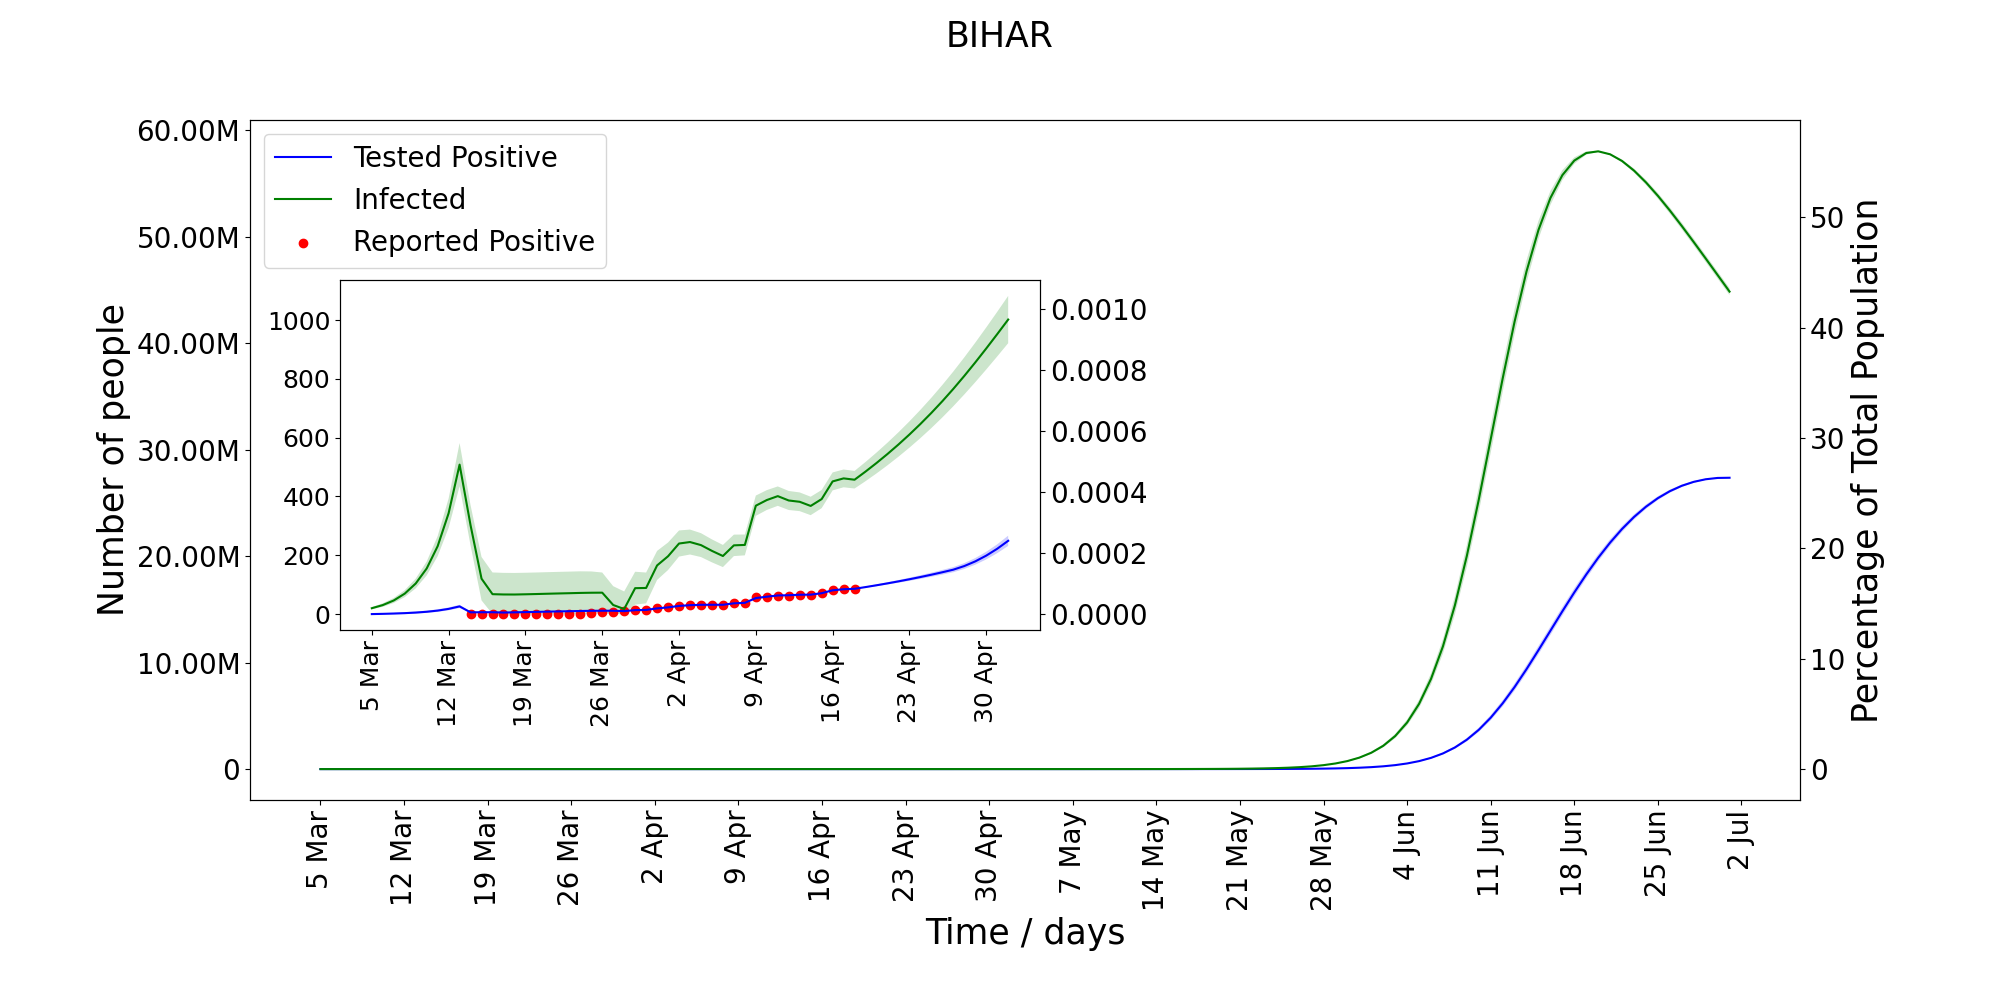 BIHAR
60.00M
50.00M
40.00M
30.00M
20.00M
10.00M
0
Number of people
Tested Positive
Infected
Reported Positive
1000
800
600
400
200
0
0.0010
0.0008
0.0006
0.0004
0.0002
0.0000
5 Mar
12 Mar
19 Mar
26 Mar
2 Apr
9 Apr
16 Apr
23 Apr
30 Apr
50
40
30
20
10
0
Percentage of Total Population
5 Mar
12 Mar
19 Mar
26 Mar
2 Apr
9 Apr
16 Apr
23 Apr
30 Apr
7 May
14 May
21 May
28 May
4 Jun
11 Jun
18 Jun
25 Jun
2 Jul
Time / days